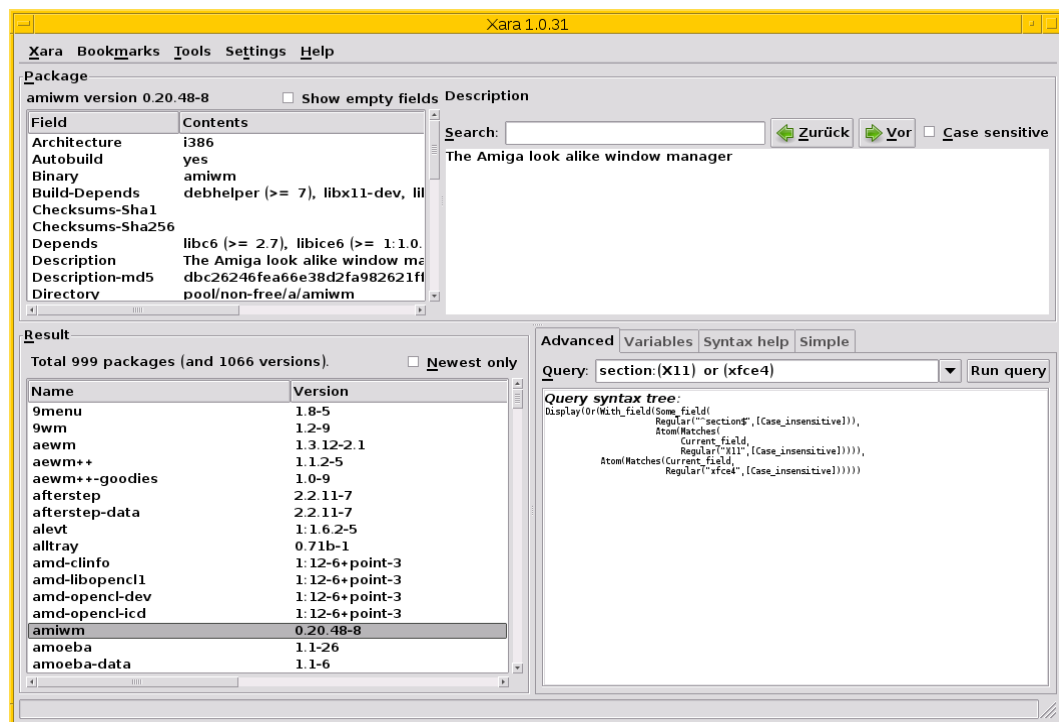 Xara 1.0.31
Xara Bookmarks Tools Settings Help
Package
amiwm version 0.20.48-8
Show empty fields
Field Contents
Architecture i386
Autobuild yes
Binary amiwm
Build-Depends debhelper (>= 7), libx11-dev,
Checksums-Sha1
Checksums-Sha256
Depends libc6 (>= 2.7), libice6 (>= 1:1.0.
Description The Amiga look alike window
Description-md5 dbc26246fea66e38d2fa982621ff
Directory pool/non-free/a/amiwm
Description
Search: Zurück Vor Case sensitive
The Amiga look alike window manager
Result
Total 999 packages (and 1066 versions). Newest only
Name Version
9menu 1.8-5
9wm 1.2-9
aewm 1.3.12-2.1
aewm++ 1.1.2-5
aewm++-goodies 1.0-9
afterstep 2.2.11-7
afterstep-data 2.2.11-7
alevt 1:1.6.2-5
alltray 0.71b-1
amd-clinfo 1:12-6+point-3
amd-libopencl1 1:12-6+point-3
amd-opencl-dev 1:12-6+point-3
amd-opencl-icd 1:12-6+point-3
amiwm 0.20.48-8
amoeba 1.1-26
amoeba-data 1.1-6
Advanced Variables Syntax help Simple
Query: section:(X11) or (xfce4) Run query
Query syntax tree:
Display(Or(With_field(Some_field(
Regular("^section$",[Case_insensitive])),
Atom(Matches(
Current_field,
Regular("X11",[Case_insensitive])))),
Atom(Matches(Current_field,
Regular("xfce4",[Case_insensitive])))))